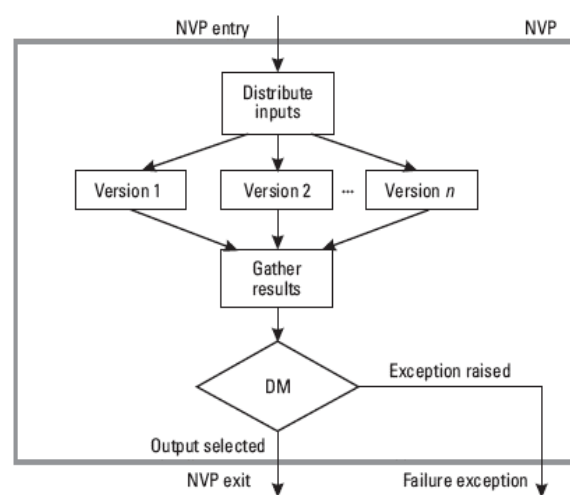 NVP entry
NVP
Distribute
inputs
Version 1
Version 2
...
Version n
Gather
results
DM
Exception raised
Output selected
NVP exit
Failure exception